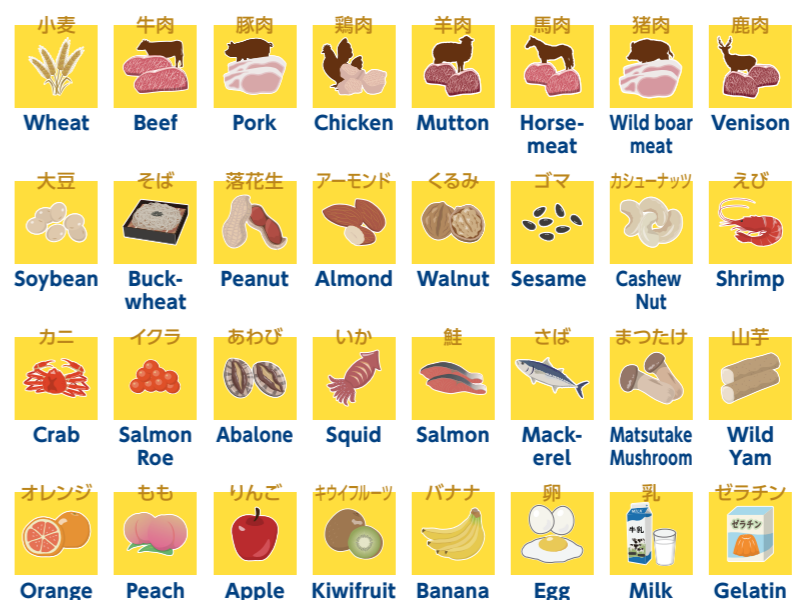 小麦 牛肉 豚肉 鶏肉 羊肉 馬肉 猪肉 鹿肉
Wheat Beef Pork Chicken Mutton Horse- Wild boar Venison
meat meat
大豆 そば 落花生 アーモンド くるみ ゴマ カシューナッツ えび
Soybean Buck- Peanut Almond Walnut Sesame Cashew Shrimp
wheat Nut
カニ イクラ あわび いか 鮭 さば まつたけ 山芋
Crab Salmon Abalone Squid Salmon Mack- Matsutake Wild
Roe erel Mushroom Yam
オレンジ もも りんご キウイフルーツ バナナ 卵 乳 ゼラチン
牛乳 ゼラチン
Orange Peach Apple Kiwifruit Banana Egg Milk Gelatin